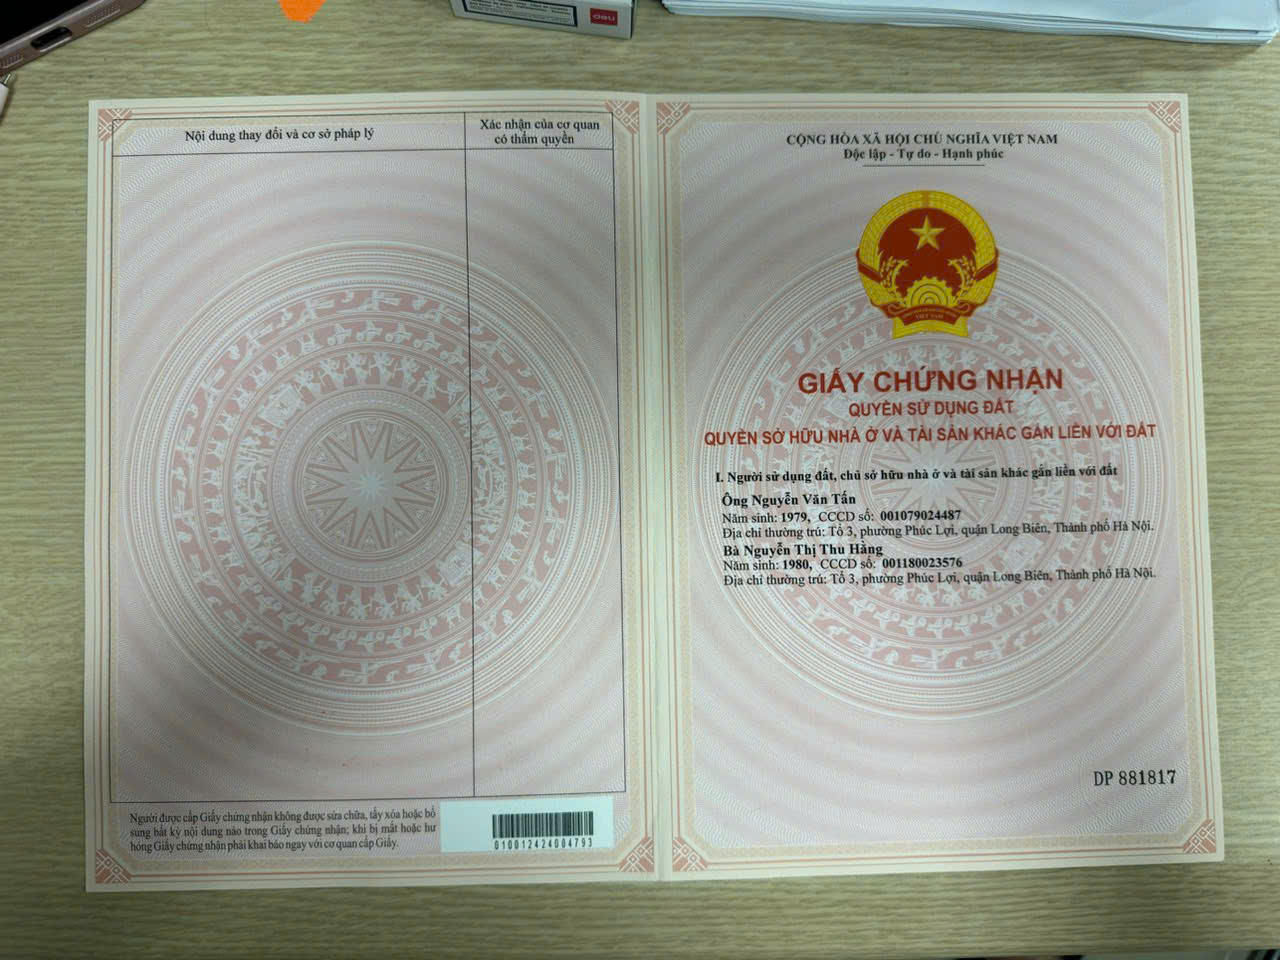 deli
Nội dung thay đổi và cơ sở pháp lý
Xác nhận của cơ quan
có thẩm quyền
Người được cấp Giấy chứng nhận không được sửa chữa, tẩy xóa hoặc bổ
sung bất kỳ nội dung nào trong Giấy chứng nhận; khi bị mất hoặc hư
hỏng Giấy chứng nhận phải khai báo ngay với cơ quan cấp Giấy.
010012424004793
CỘNG HÒA XÃ HỘI CHỦ NGHĨA VIỆT NAM
Độc lập - Tự do - Hạnh phúc
VIỆT NAM
GIẤY CHỨNG NHẬN
QUYỀN SỬ DỤNG ĐẤT
QUYỀN SỞ HỮU NHÀ Ở VÀ TÀI SẢN KHÁC GẮN LIỀN VỚI ĐẤT
I. Người sử dụng đất, chủ sở hữu nhà ở và tài sản khác gắn liền với đất
Ông Nguyễn Văn Tấn
Năm sinh: 1979, CCCD số: 001079024487
Địa chỉ thường trú: Tổ 3, phường Phúc Lợi, quận Long Biên, Thành phố Hà Nội.
Bà Nguyễn Thị Thu Hằng
Năm sinh: 1980, CCCD số: 001180023576
Địa chỉ thường trú: Tổ 3, phường Phúc Lợi, quận Long Biên, Thành phố Hà Nội.
DP 881817